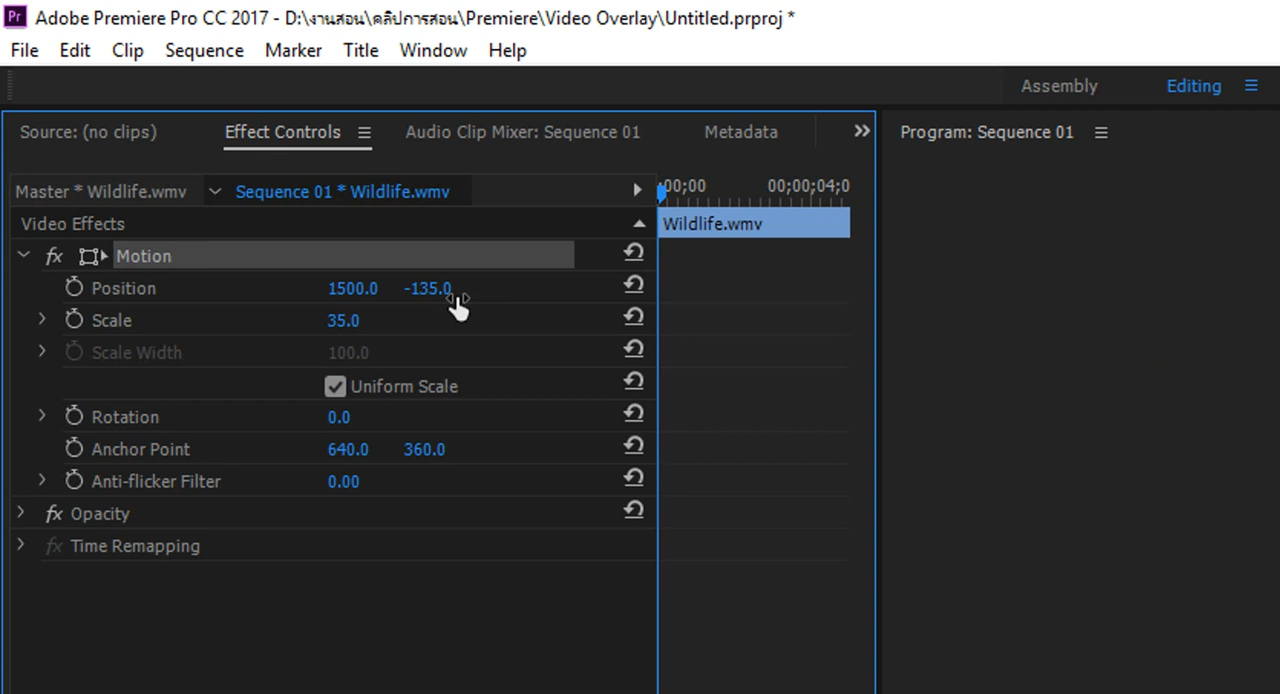 Pr Adobe Premiere Pro CC 2017 - D:\งานสอน\คลิปการสอน\Premiere\Video Overlay\Untitled.prproj *
File Edit Clip Sequence Marker Title Window Help
Assembly Editing
Source: (no clips) Effect Controls Audio Clip Mixer: Sequence 01 Metadata Program: Sequence 01
Master * Wildlife.wmv Sequence 01 * Wildlife.wmv :00;00 00;00;04;0
Video Effects Wildlife.wmv
fx Motion
Position 1500.0 -135.0
Scale 35.0
Scale Width 100.0
Uniform Scale
Rotation 0.0
Anchor Point 640.0 360.0
Anti-flicker Filter 0.00
fx Opacity
fx Time Remapping